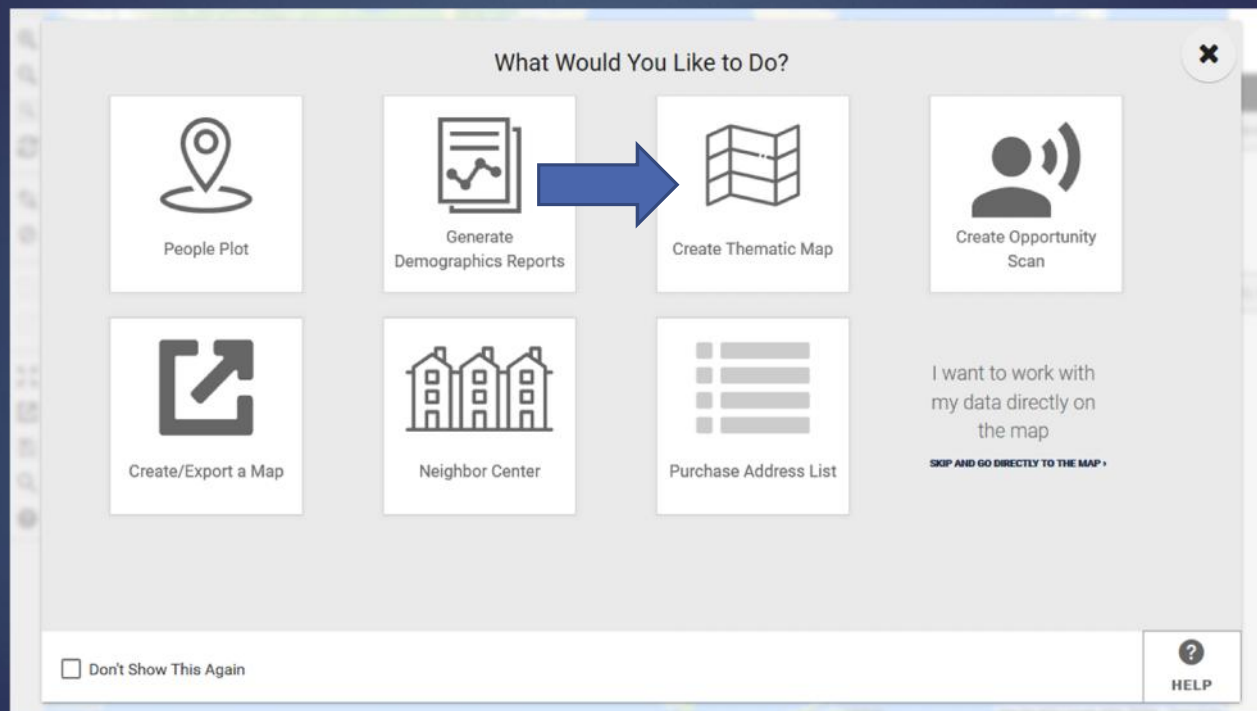 What Would You Like to Do?
People Plot
Generate
Demographics Reports
Create Thematic Map
Create Opportunity
Scan
Create/Export a Map
Neighbor Center
Purchase Address List
I want to work with
my data directly on
the map
SKIP AND GO DIRECTLY TO THE MAP ›
Don't Show This Again
HELP